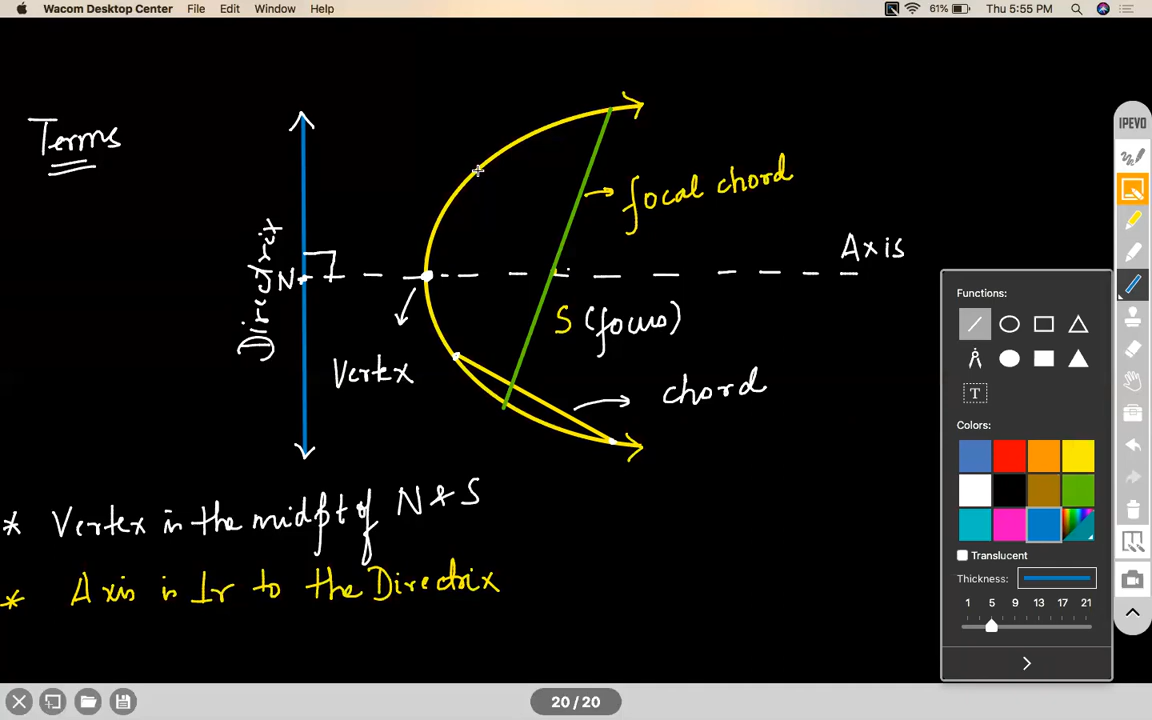 Wacom Desktop Center File Edit Window Help 61% Thu 5:55 PM
Terms
IPEVO
focal chord
Axis
Directrix
N
S (focus)
Vertex
chord
* Vertex in the midpt of N & S
* Axis is ⊥r to the Directrix
Functions:
T
Colors:
Translucent
Thickness:
1 5 9 13 17 21
20 / 20